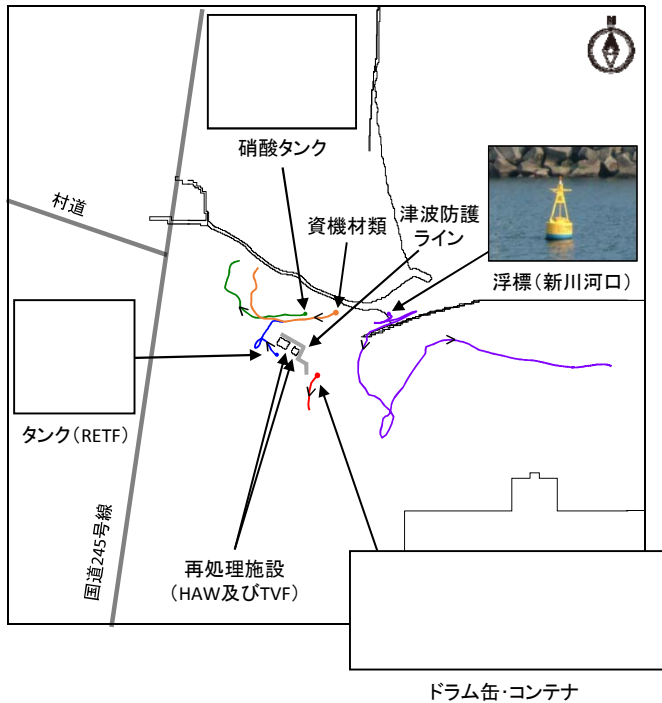 硝酸タンク
村道
資機材類
津波防護
ライン
浮標(新川河口)
タンク(RETF)
国道245号線
再処理施設
(HAW及びTVF)
ドラム缶・コンテナ